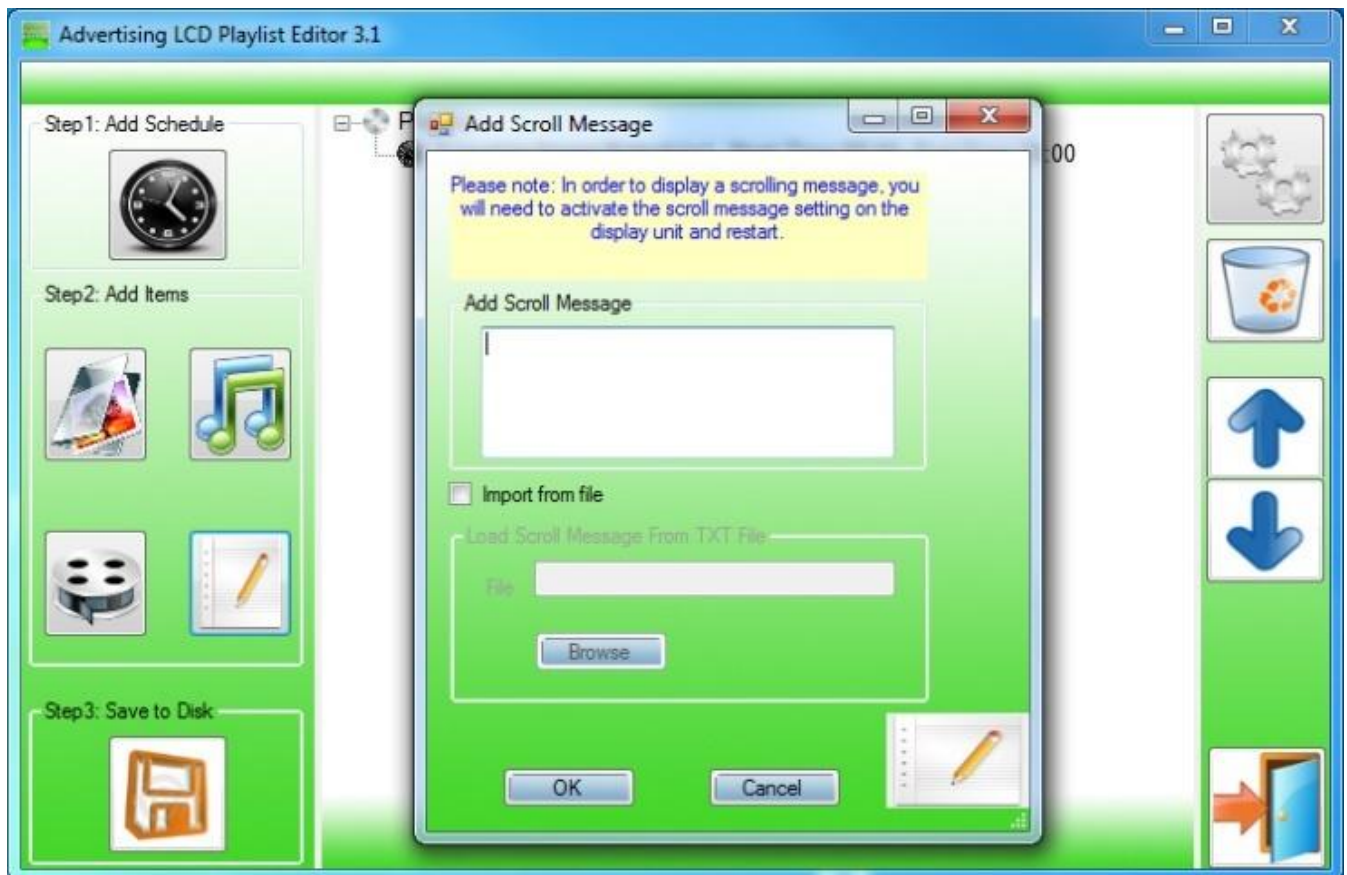 Advertising LCD Playlist Editor 3.1
Step1: Add Schedule
P
:00
Add Scroll Message
Please note: In order to display a scrolling message, you
will need to activate the scroll message setting on the
display unit and restart.
Step2: Add Items
Add Scroll Message
Import from file
Load Scroll Message From TXT File
File
Browse
Step3: Save to Disk
OK
Cancel